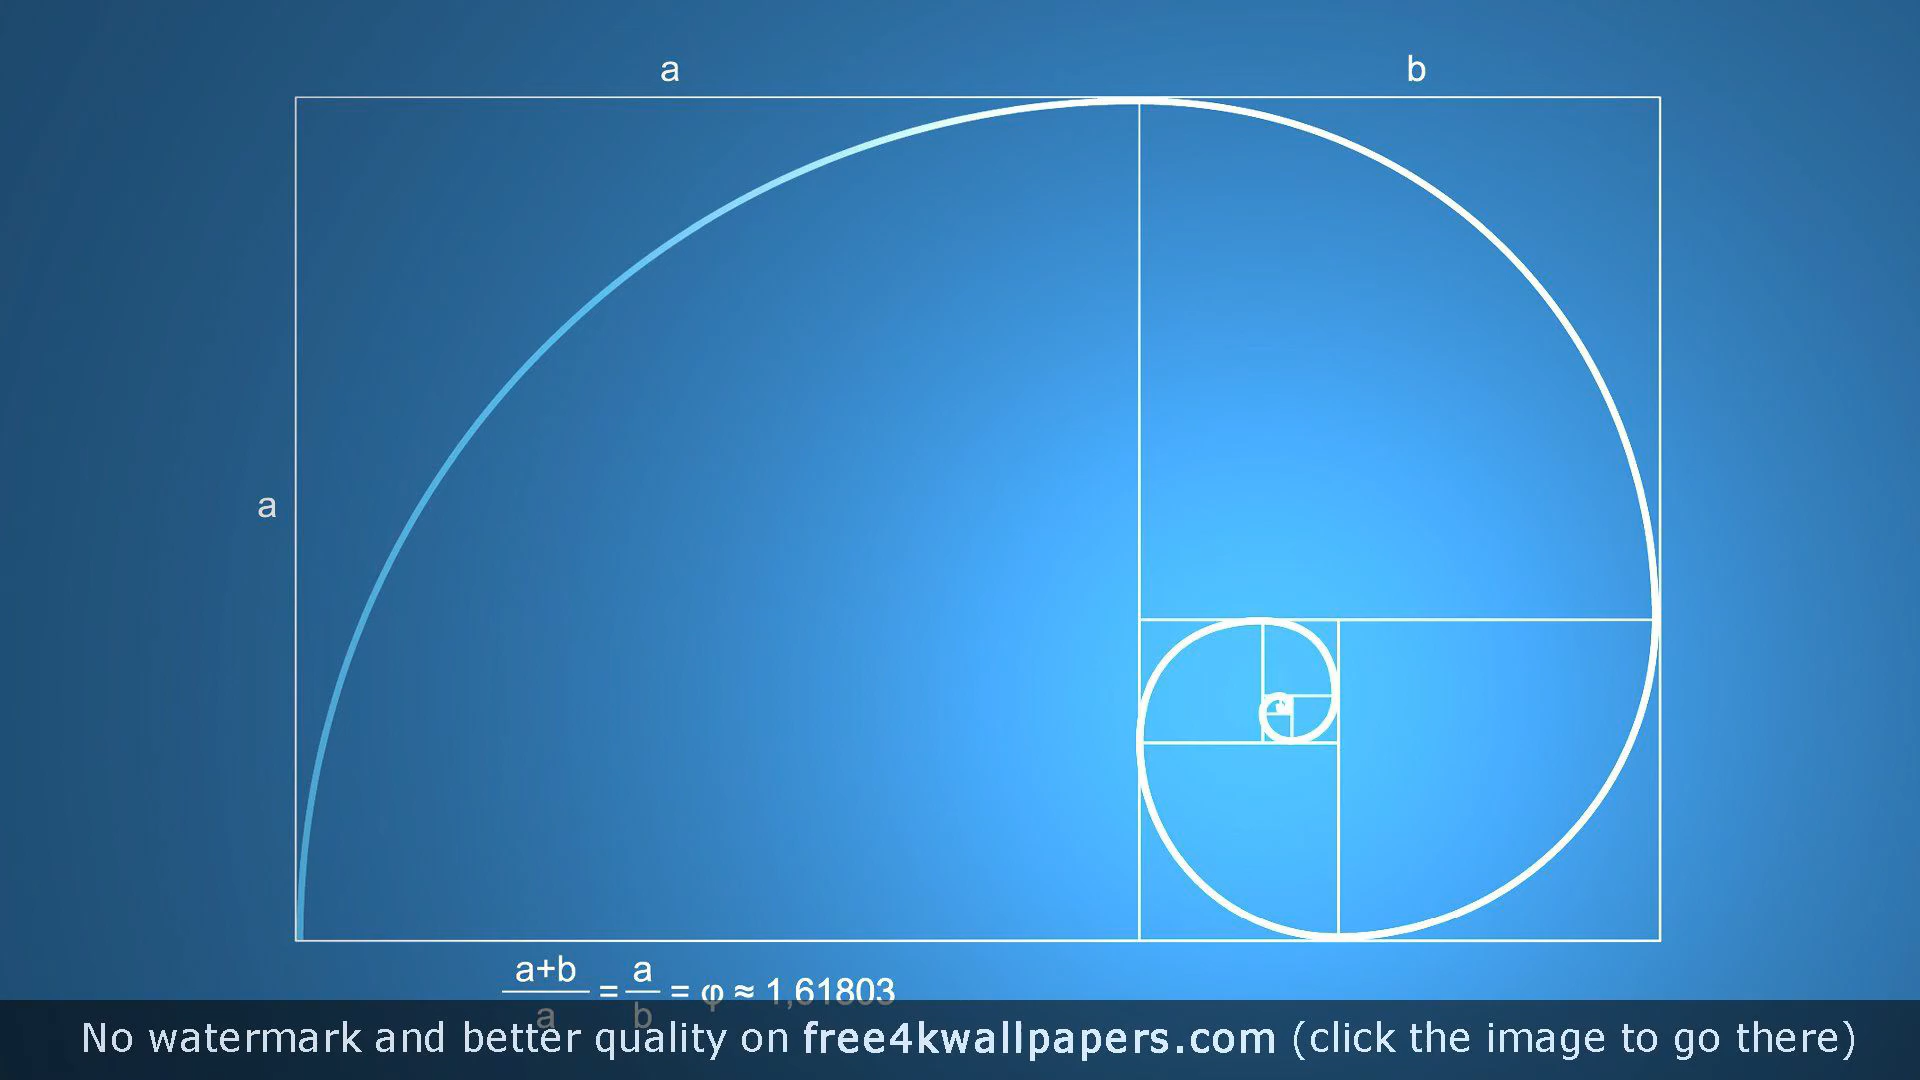 a
b
a
a+b
a
=
a
b
= φ ≈ 1,61803
No watermark and better quality on free4kwallpapers.com (click the image to go there)